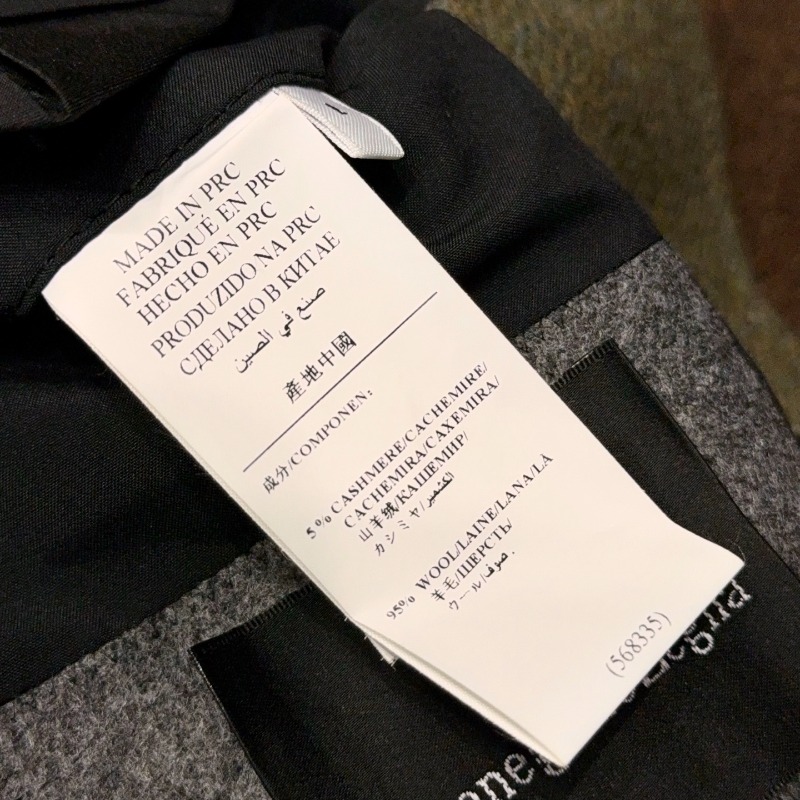 L
MADE IN PRC
FABRIQUÉ EN PRC
HECHO EN PRC
PRODUZIDO NA PRC
СДЕЛАНО В КИТАЕ
صنع في الصين
產地中國
成分/COMPONEN:
5% CASHMERE/CACHEMIRE/
CACHEMIRA/CAXEMIRA/
山羊绒/КАШЕМИР/
カシミヤ/الكشمير
95% WOOL/LAINE/LANA/LÀ
羊毛/ШЕРСТЬ/
ウール/صوف.
(568335)